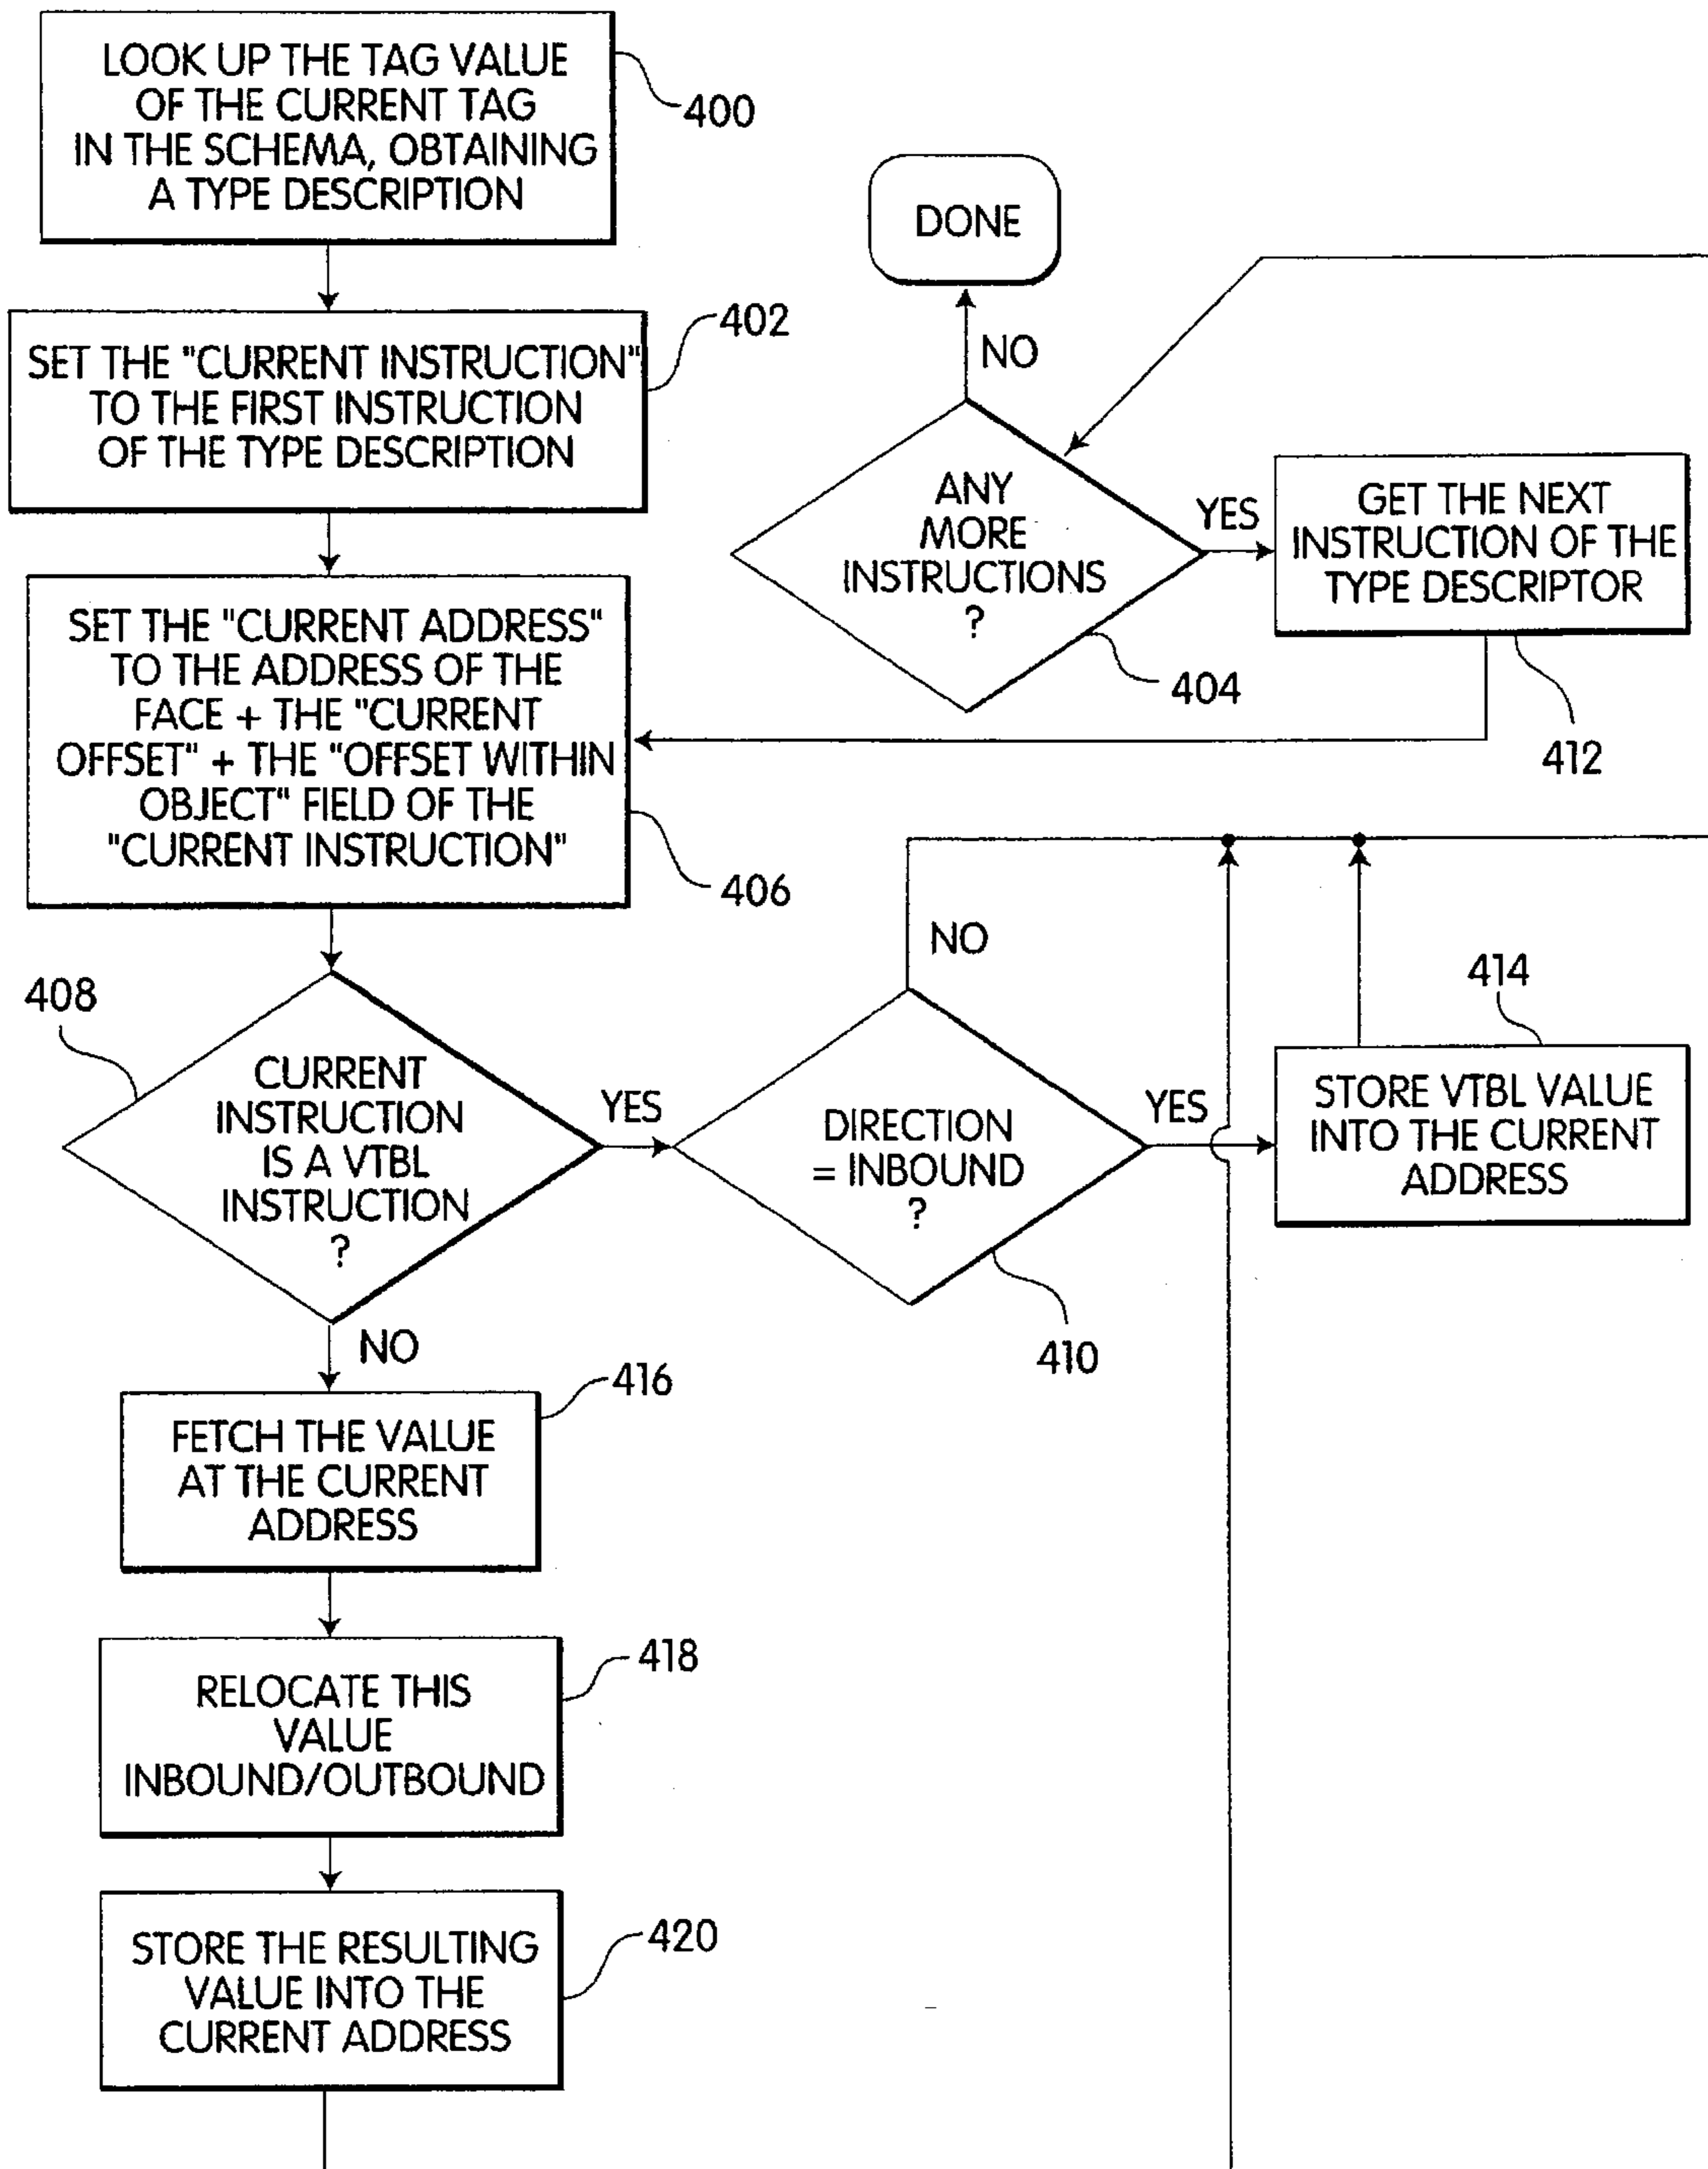 LOOK UP THE TAG VALUE
OF THE CURRENT TAG
IN THE SCHEMA, OBTAINING
A TYPE DESCRIPTION
400
SET THE "CURRENT INSTRUCTION"
TO THE FIRST INSTRUCTION
OF THE TYPE DESCRIPTION
402
DONE
NO
ANY
MORE
INSTRUCTIONS
?
404
YES
GET THE NEXT
INSTRUCTION OF THE
TYPE DESCRIPTOR
412
SET THE "CURRENT ADDRESS"
TO THE ADDRESS OF THE
FACE + THE "CURRENT
OFFSET" + THE "OFFSET WITHIN
OBJECT" FIELD OF THE
"CURRENT INSTRUCTION"
406
408
CURRENT
INSTRUCTION
IS A VTBL
INSTRUCTION
?
YES
NO
DIRECTION
= INBOUND
?
410
YES
414
STORE VTBL VALUE
INTO THE CURRENT
ADDRESS
NO
416
FETCH THE VALUE
AT THE CURRENT
ADDRESS
418
RELOCATE THIS
VALUE
INBOUND/OUTBOUND
420
STORE THE RESULTING
VALUE INTO THE
CURRENT ADDRESS